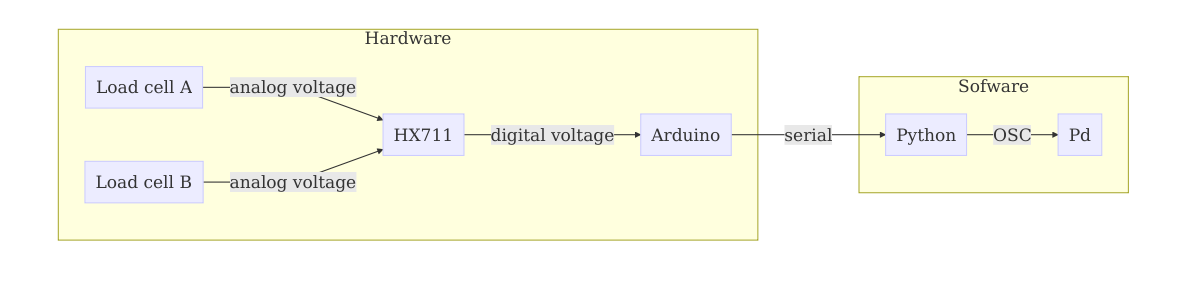 Hardware
Load cell A
analog voltage
Load cell B
analog voltage
HX711
digital voltage
Arduino
serial
Sofware
Python
OSC
Pd